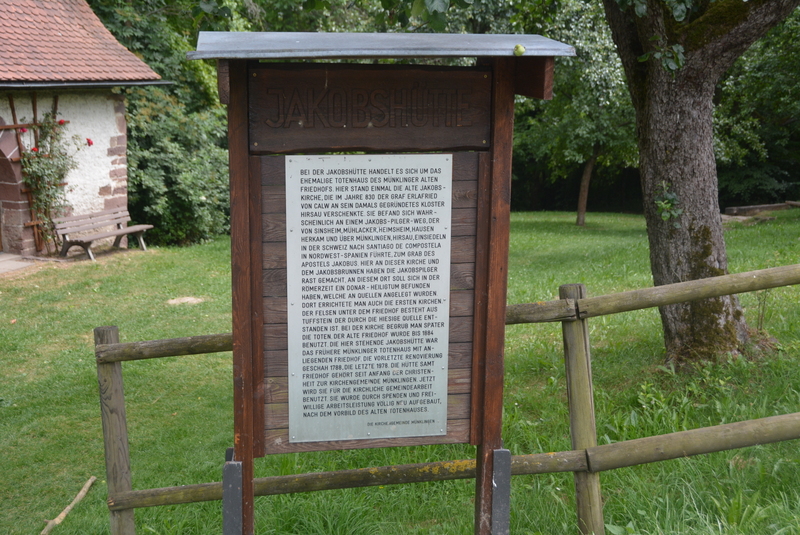 JAKOBSHÜTTE
BEI DER JAKOBSHÜTTE HANDELT ES SICH UM DAS
EHEMALIGE TOTENHAUS DES MÜNKLINGER ALTEN
FRIEDHOFS. HIER STAND EINMAL DIE ALTE JAKOBS-
KIRCHE, DIE IM JAHRE 830 DER GRAF ERLAFRIED
VON CALW AN SEIN DAMALS GEGRÜNDETES KLOSTER
HIRSAU VERSCHENKTE. SIE BEFAND SICH WAHR-
SCHEINLICH AN EINEM JAKOBS-PILGER-WEG, DER
VON SINSHEIM, MÜHLACKER, HEIMSHEIM, HAUSEN
HERKAM UND ÜBER MÜNKLINGEN, HIRSAU, EINSIEDELN
IN DER SCHWEIZ NACH SANTIAGO DE COMPOSTELA
IN NORDWEST-SPANIEN FÜHRTE, ZUM GRAB DES
APOSTELS JAKOBUS. HIER AN DIESER KIRCHE UND
DEM JAKOBSBRUNNEN HABEN DIE JAKOBSPILGER
RAST GEMACHT. AN DIESEM ORT SOLL SICH IN DER
RÖMERZEIT EIN DONAR-HEILIGTUM BEFUNDEN
HABEN, WELCHE AN QUELLEN ANGELEGT WURDEN
DORT ERRICHTETE MAN AUCH DIE ERSTEN KIRCHEN."
DER FELSEN UNTER DEM FRIEDHOF BESTEHT AUS
TUFFSTEIN DER DURCH DIE HIESIGE QUELLE ENT-
STANDEN IST. BEI DER KIRCHE BEGRUB MAN SPÄTER
DIE TOTEN. DER ALTE FRIEDHOF WURDE BIS 1884
BENUTZT. DIE HIER STEHENDE JAKOBSHÜTTE WAR
DAS FRÜHERE MÜNKLINGER TOTENHAUS MIT AN-
LIEGENDEN FRIEDHOF. DIE VORLETZTE RENOVIERUNG
GESCHAH 1788, DIE LETZTE 1978. DIE HÜTTE SAMT
FRIEDHOF GEHÖRT SEIT ANFANG DER CHRISTEN-
HEIT ZUR KIRCHENGEMEINDE MÜNKLINGEN. JETZT
WIRD SIE FÜR DIE KIRCHLICHE GEMEINDEARBEIT
BENUTZT. SIE WURDE DURCH SPENDEN UND FREI-
WILLIGE ARBEITSLEISTUNG VÖLLIG NEU AUFGEBAUT,
NACH DEM VORBILD DES ALTEN TOTENHAUSES.
DIE KIRCHENGEMEINDE MÜNKLINGEN